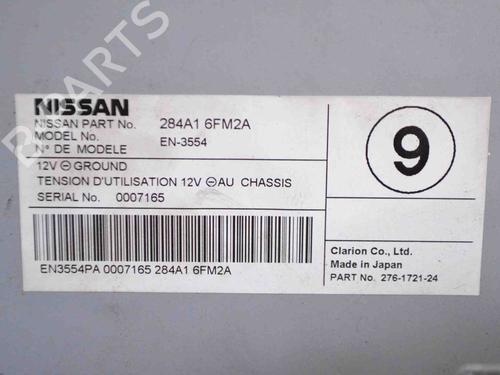 B PARTS
NISSAN
NISSAN PART No. 284A1 6FM2A
MODEL No.
N° DE MODELE EN-3554
12V ⊖ GROUND
TENSION D'UTILISATION 12V ⊖ AU CHASSIS
SERIAL No. 0007165
EN3554PA 0007165 284A1 6FM2A
9
Clarion Co., Ltd.
Made in Japan
PART No. 276-1721-24